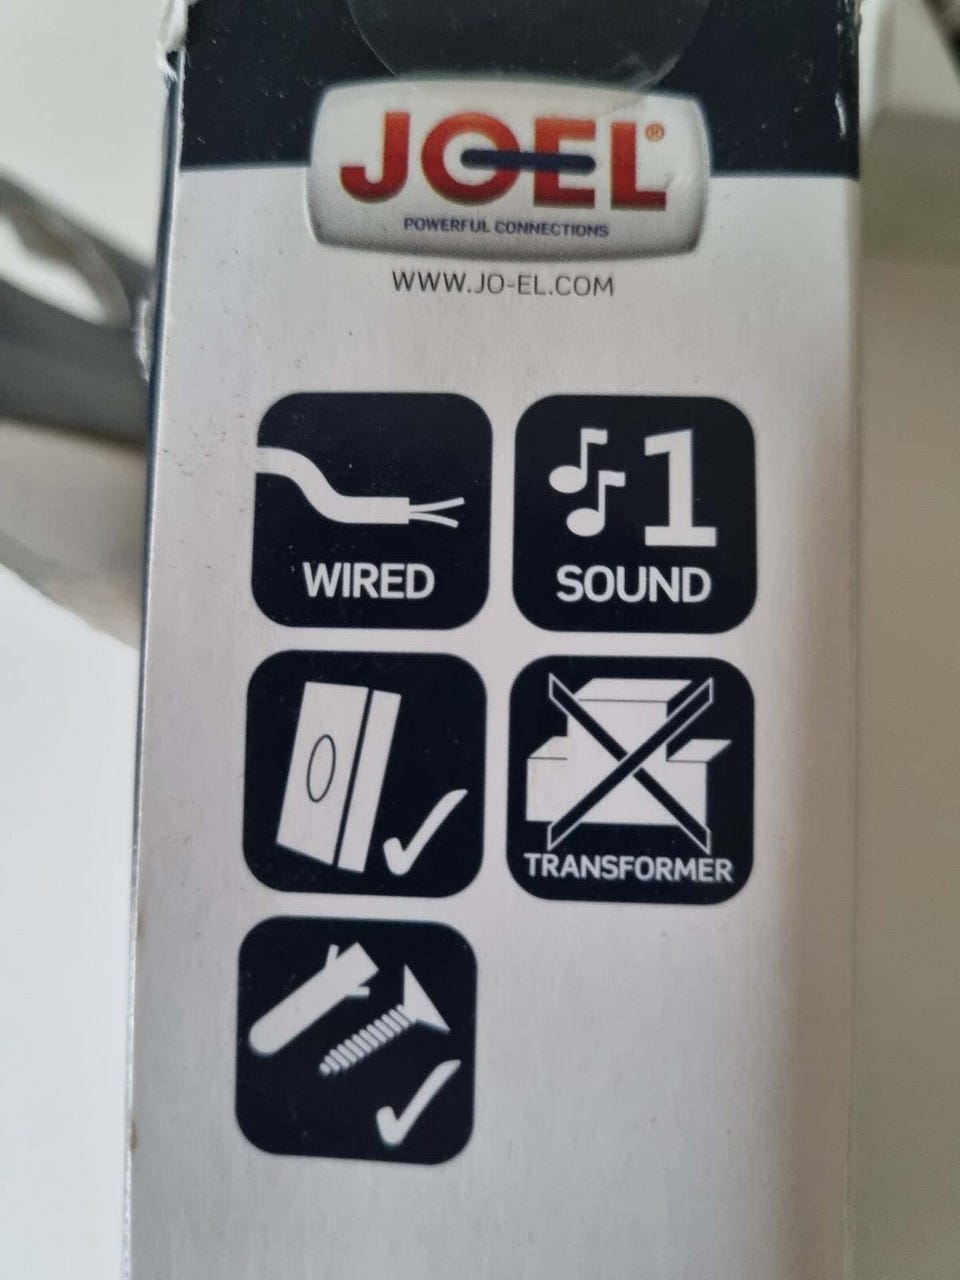 JOEL®
POWERFUL CONNECTIONS
WWW.JO-EL.COM
WIRED
1
SOUND
TRANSFORMER